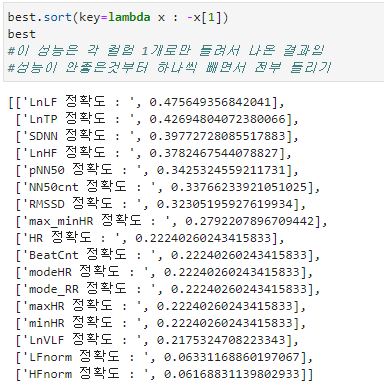 best.sort(key=lambda x : -x[1])
best
#이 성능은 각 컬럼 1개로만 돌려서 나온 결과임
#성능이 안좋은것부터 하나씩 빼면서 전부 돌리기
[['LnLF 정확도 : ', 0.475649356842041],
['LnTP 정확도 : ', 0.42694804072380066],
['SDNN 정확도 : ', 0.39772728085517883],
['LnHF 정확도 : ', 0.3782467544078827],
['pNN50 정확도 : ', 0.3425324559211731],
['NN50cnt 정확도 : ', 0.33766233921051025],
['RMSSD 정확도 : ', 0.32305195927619934],
['max_minHR 정확도 : ', 0.2792207896709442],
['HR 정확도 : ', 0.22240260243415833],
['BeatCnt 정확도 : ', 0.22240260243415833],
['modeHR 정확도 : ', 0.22240260243415833],
['mode_RR 정확도 : ', 0.22240260243415833],
['maxHR 정확도 : ', 0.22240260243415833],
['minHR 정확도 : ', 0.22240260243415833],
['LnVLF 정확도 : ', 0.2175324708223343],
['LFnorm 정확도 : ', 0.06331168860197067],
['HFnorm 정확도 : ', 0.06168831139802933]]